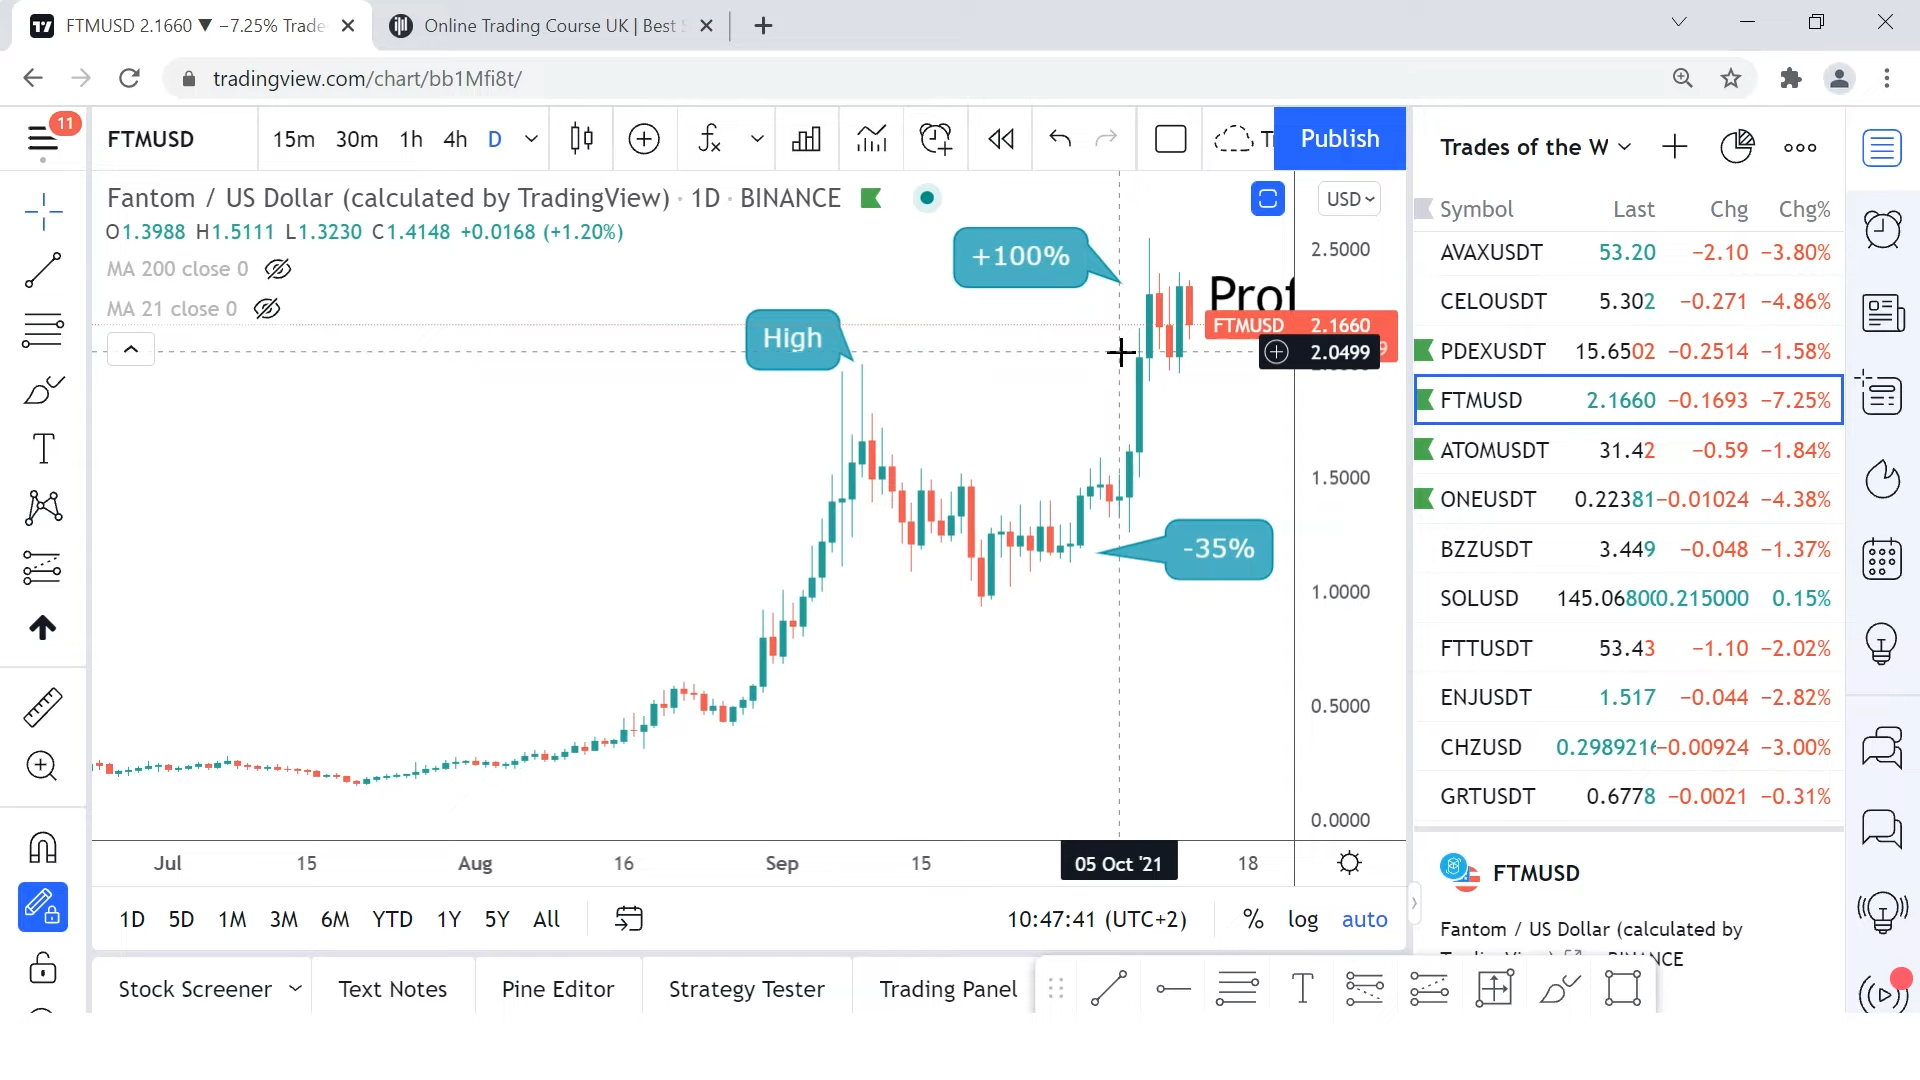 FTMUSD 2.1660 ▼ −7.25% Trade
Online Trading Course UK | Best S
tradingview.com/chart/bb1Mfi8t/
11
FTMUSD
15m 30m 1h 4h D
Publish
Fantom / US Dollar (calculated by TradingView) · 1D · BINANCE
O1.3988 H1.5111 L1.3230 C1.4148 +0.0168 (+1.20%)
MA 200 close 0
MA 21 close 0
USD
2.5000
+100%
High
Prof
FTMUSD 2.1660
2.0499
1.5000
-35%
1.0000
0.5000
0.0000
Jul 15 Aug 16 Sep 15 05 Oct '21 18
1D 5D 1M 3M 6M YTD 1Y 5Y All
10:47:41 (UTC+2) % log auto
Stock Screener Text Notes Pine Editor Strategy Tester Trading Panel
Trades of the W
Symbol Last Chg Chg%
AVAXUSDT 53.20 −2.10 −3.80%
CELOUSDT 5.302 −0.271 −4.86%
PDEXUSDT 15.6502 −0.2514 −1.58%
FTMUSD 2.1660 −0.1693 −7.25%
ATOMUSDT 31.42 −0.59 −1.84%
ONEUSDT 0.22381 −0.01024 −4.38%
BZZUSDT 3.449 −0.048 −1.37%
SOLUSD 145.06800 0.215000 0.15%
FTTUSDT 53.43 −1.10 −2.02%
ENJUSDT 1.517 −0.044 −2.82%
CHZUSD 0.298921 −0.00924 −3.00%
GRTUSDT 0.6778 −0.0021 −0.31%
FTMUSD
Fantom / US Dollar (calculated by